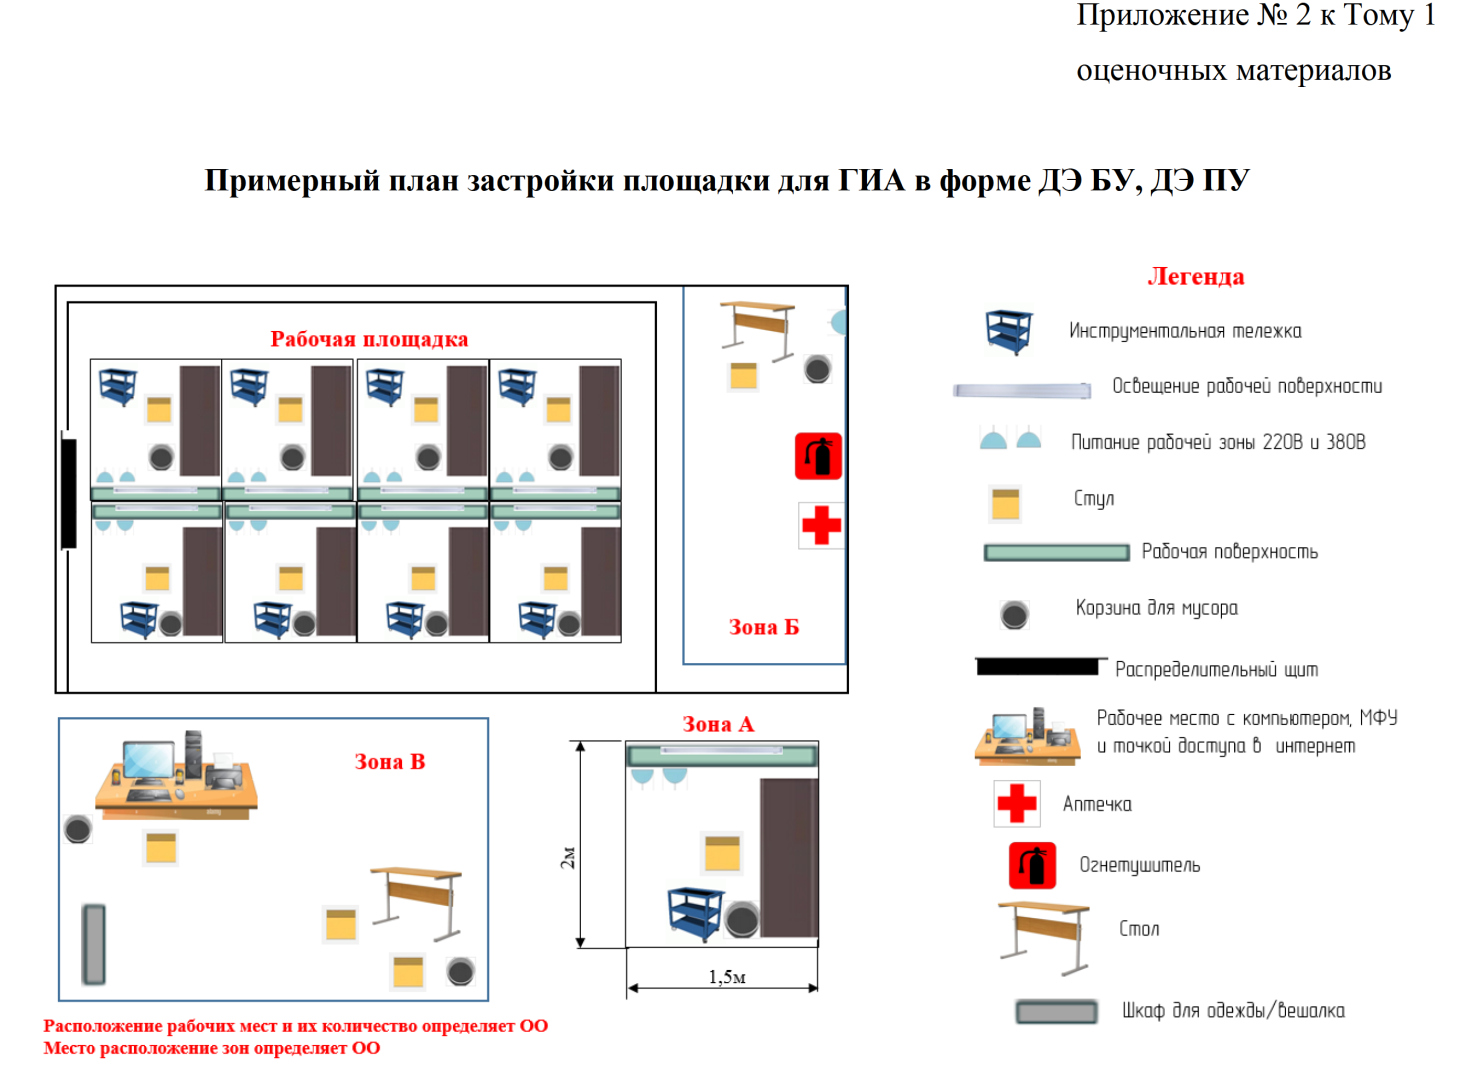 Приложение № 2 к Тому 1
оценочных материалов
Примерный план застройки площадки для ГИА в форме ДЭ БУ, ДЭ ПУ
Рабочая площадка
Зона Б
Зона В
Зона А
2м
1,5м
Расположение рабочих мест и их количество определяет ОО
Место расположение зон определяет ОО
Легенда
Инструментальная тележка
Освещение рабочей поверхности
Питание рабочей зоны 220В и 380В
Стул
Рабочая поверхность
Корзина для мусора
Распределительный щит
Рабочее место с компьютером, МФУ
и точкой доступа в интернет
Аптечка
Огнетушитель
Стол
Шкаф для одежды/вешалка